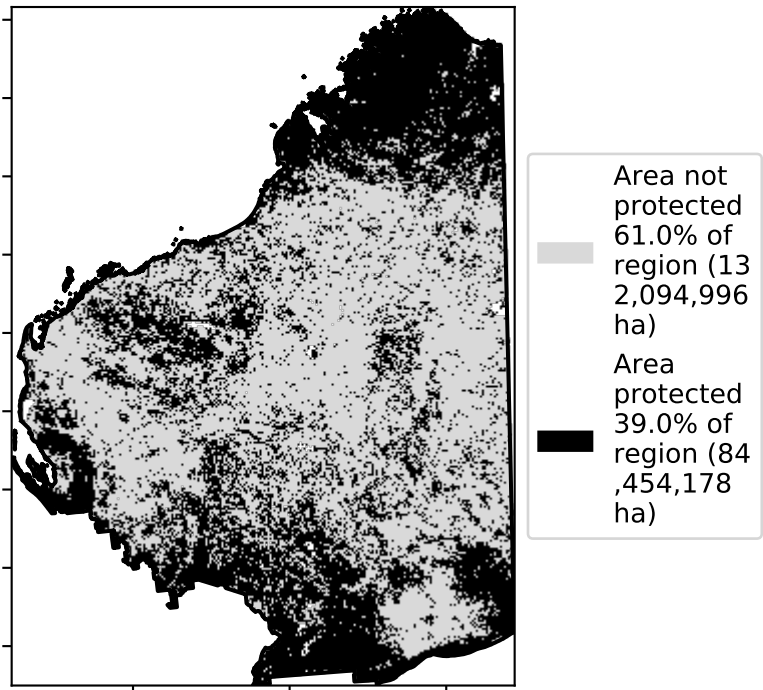 Area not
protected
61.0% of
region (13
2,094,996
ha)
Area
protected
39.0% of
region (84
,454,178
ha)